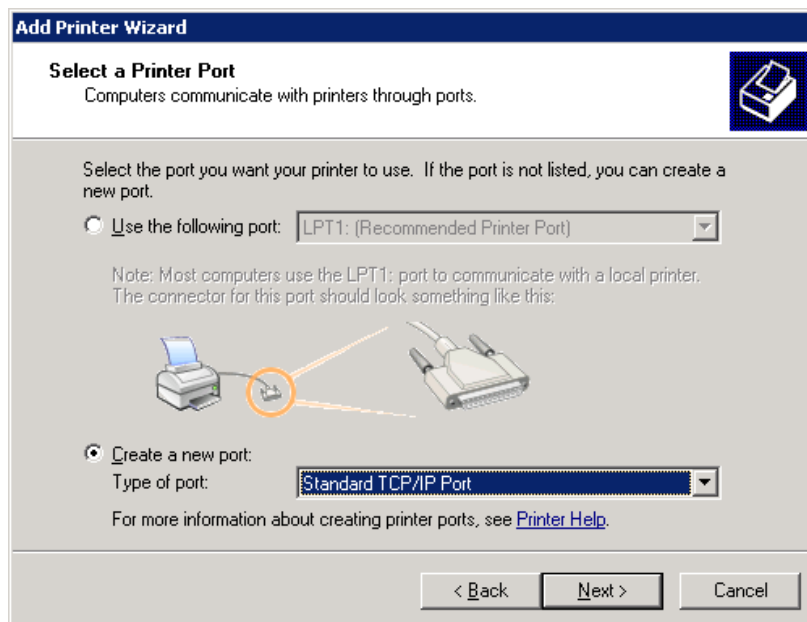 Add Printer Wizard
Select a Printer Port
Computers communicate with printers through ports.
Select the port you want your printer to use. If the port is not listed, you can create a
new port.
Use the following port: LPT1: (Recommended Printer Port)
Note: Most computers use the LPT1: port to communicate with a local printer.
The connector for this port should look something like this:
Create a new port:
Type of port: Standard TCP/IP Port
For more information about creating printer ports, see Printer Help.
< Back Next > Cancel